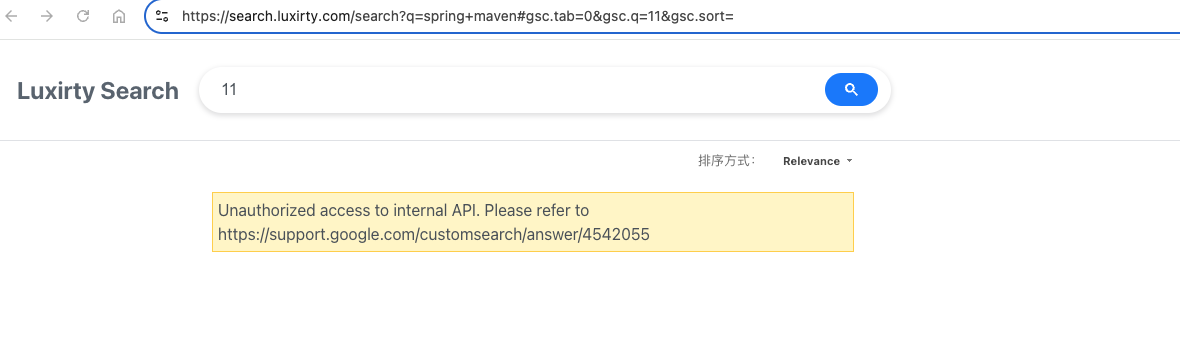 https://search.luxirty.com/search?q=spring+maven#gsc.tab=0&gsc.q=11&gsc.sort=
Luxirty Search
11
排序方式：
Relevance
Unauthorized access to internal API. Please refer to
https://support.google.com/customsearch/answer/4542055